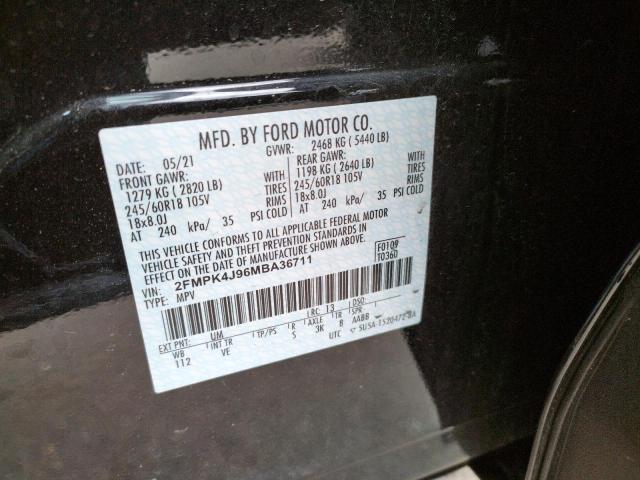 MFD. BY FORD MOTOR CO.
05/21 GVWR: 2468 KG (5440 LB)
FRONT GAWR: REAR GAWR:
1279 KG (2820 LB) WITH 1198 KG (2640 LB) WITH
245/60R18 105V TIRES 245/60R18 105V TIRES
18x8.0J RIMS 18x8.0J RIMS
AT 240 kPa/ 35 PSI COLD AT 240 kPa/ 35 PSI COLD
THIS VEHICLE CONFORMS TO ALL APPLICABLE FEDERAL MOTOR
VEHICLE SAFETY AND THEFT PREVENTION STANDARDS IN
EFFECT ON THE DATE OF MANUFACTURE SHOWN ABOVE.
VIN: 2FMPK4J96MBA36711 F0109
TYPE: MPV T036D
EXT PNT: UM RC: 13 DSO:
WB INT TR TP/PS R AXLE TR SPR
112 VE S 3K 8 AABB
UTC